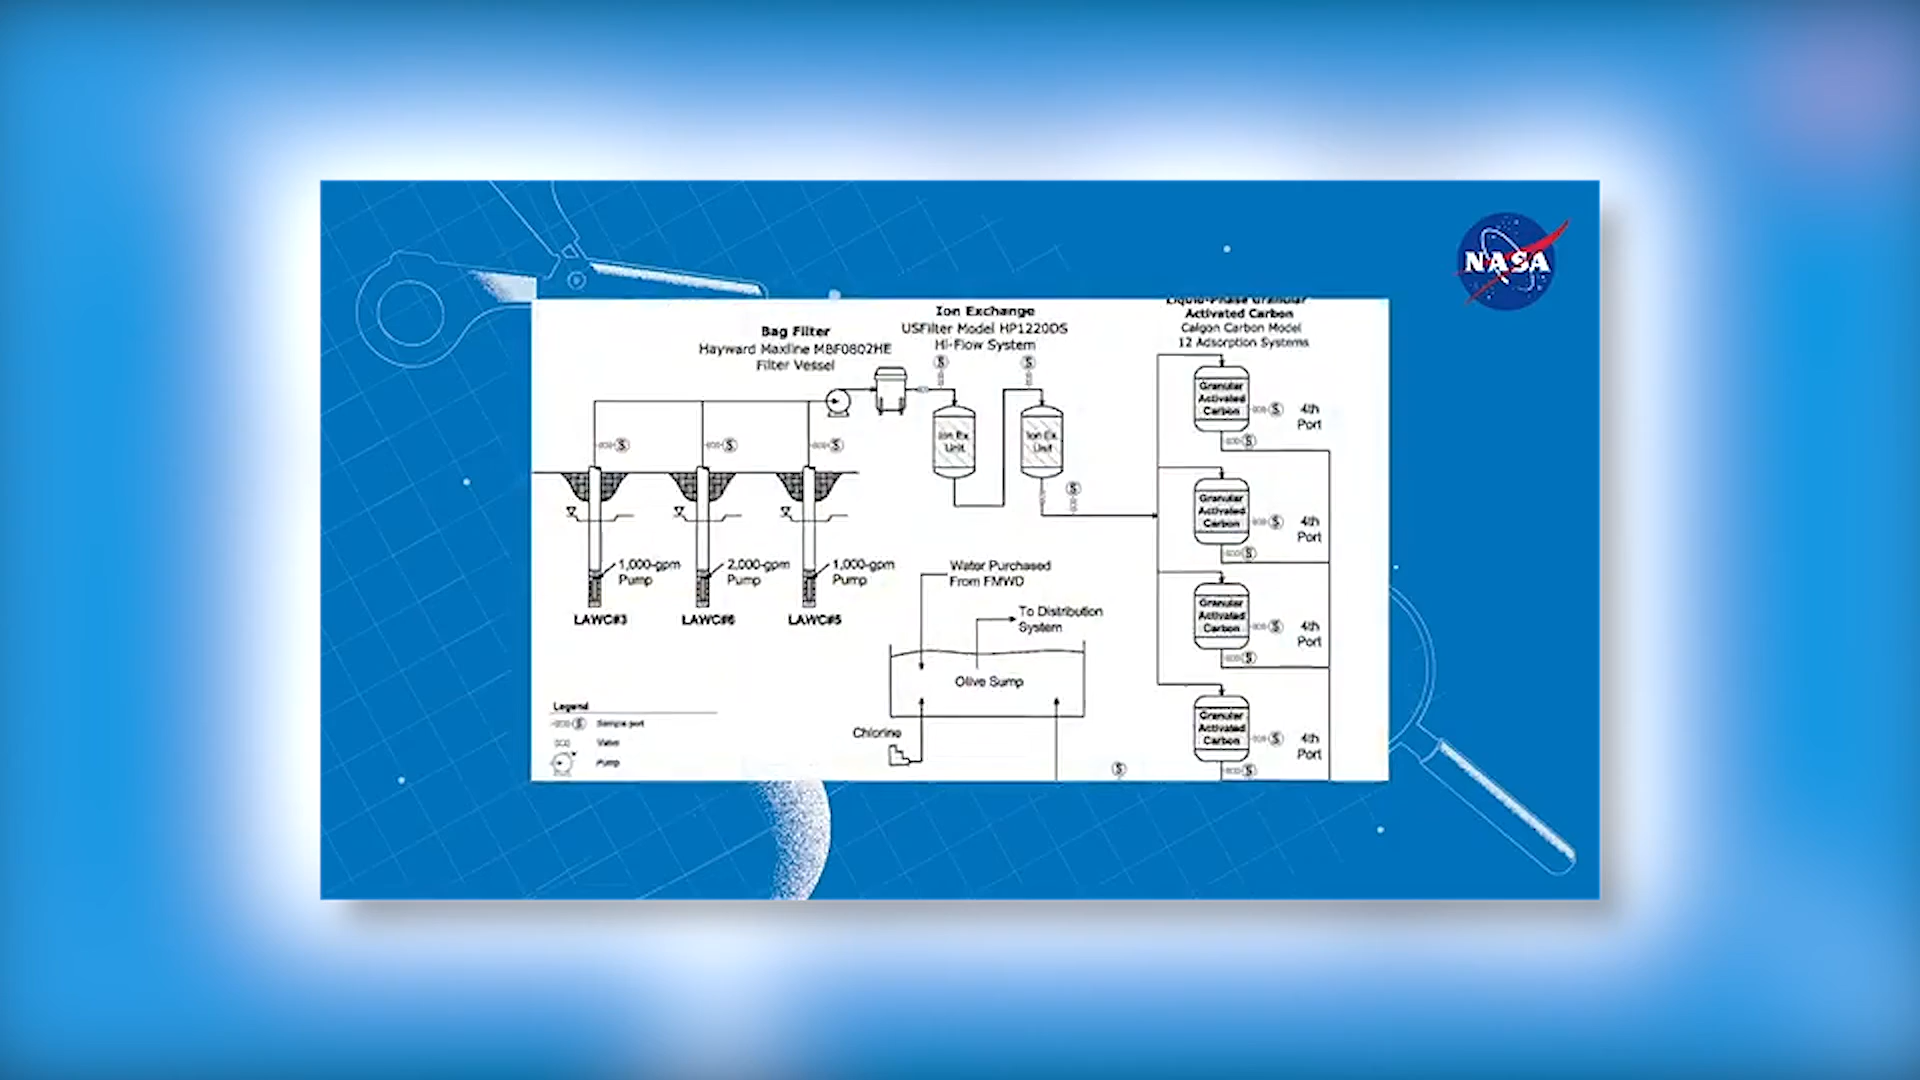 NASA
Liquid-Phase Granular
Activated Carbon
Calgon Carbon Model
12 Adsorption Systems
Ion Exchange
USFilter Model HP1220DS
Hi-Flow System
Bag Filter
Hayward Maxline MBF0802HE
Filter Vessel
S
S
S
S
S
Ion Ex.
Unit
Ion Ex.
Unit
S
Granular
Activated
Carbon
S
4th
Port
S
Granular
Activated
Carbon
S
4th
Port
S
Granular
Activated
Carbon
S
4th
Port
S
Granular
Activated
Carbon
S
4th
Port
S
1,000-gpm
Pump
2,000-gpm
Pump
1,000-gpm
Pump
LAWC#3
LAWC#6
LAWC#5
Water Purchased
From FMWD
To Distribution
System
Olive Sump
Chlorine
S
Legend
S
Sample port
Valve
Pump